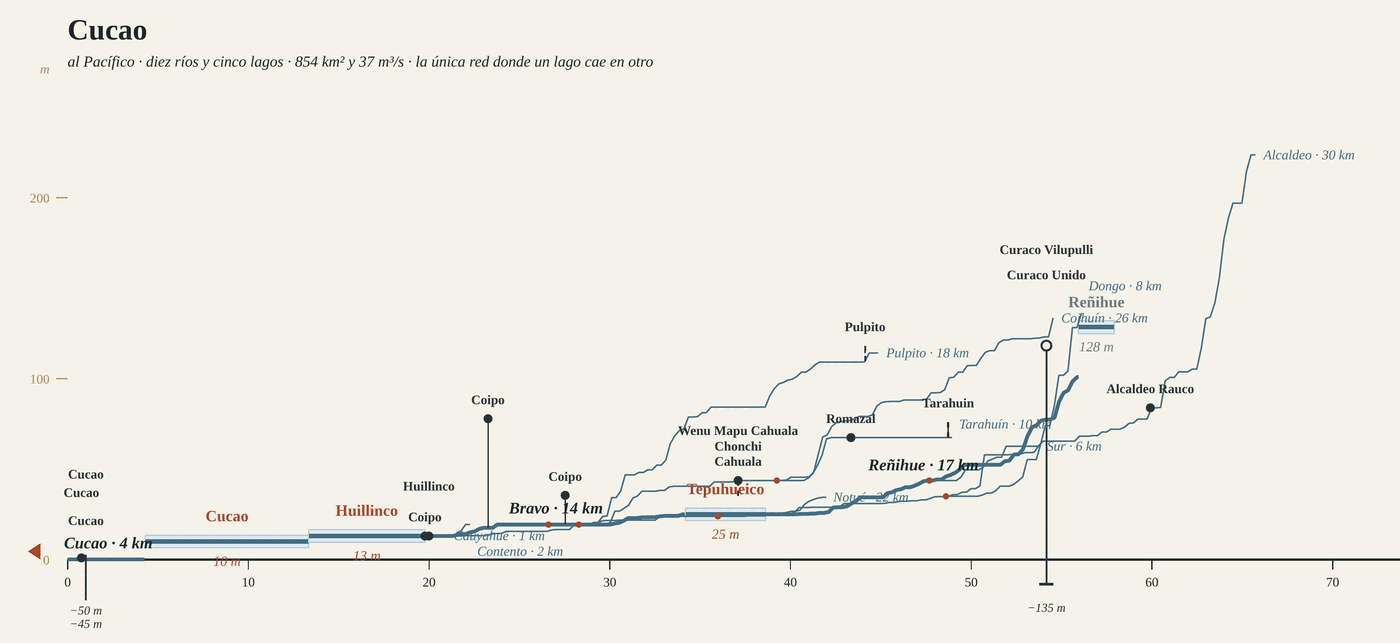 Cucao
al Pacífico · diez ríos y cinco lagos · 854 km² y 37 m³/s · la única red donde un lago cae en otro
m
Alcaldeo · 30 km
200
Curaco Vilupulli
Curaco Unido
Dongo · 8 km
Reñihue
Colhuín · 26 km
Pulpito
128 m
Pulpito · 18 km
100
Alcaldeo Rauco
Coipo
Tarahuin
Romazal
Tarahuín · 10 km
Wenu Mapu Cahuala
Chonchi
Cahuala
Sur · 6 km
Reñihue · 17 km
Cucao
Coipo
Huillinco
Tepuhueico
Cucao
Notué · 22 km
Bravo · 14 km
Huillinco
Cucao
Coipo
Cucao
25 m
Cauyahue · 1 km
Cucao · 4 km
Contento · 2 km
13 m
10 m
0
0
10
20
30
40
50
60
70
−50 m
−45 m
−135 m